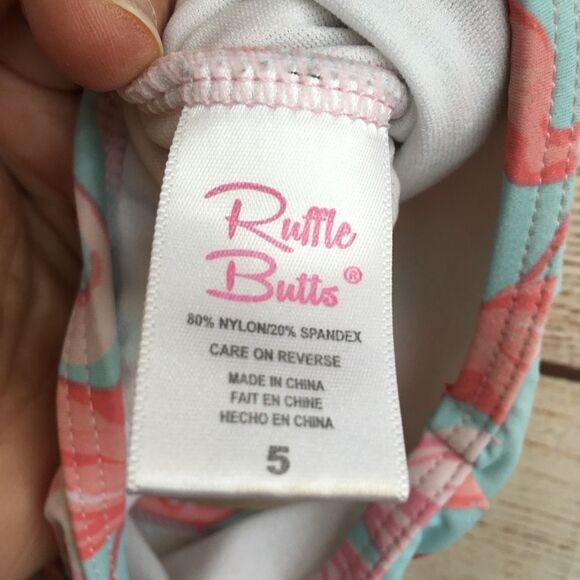 Ruffle
Butts®
80% NYLON/20% SPANDEX
CARE ON REVERSE
MADE IN CHINA
FAIT EN CHINE
HECHO EN CHINA
5